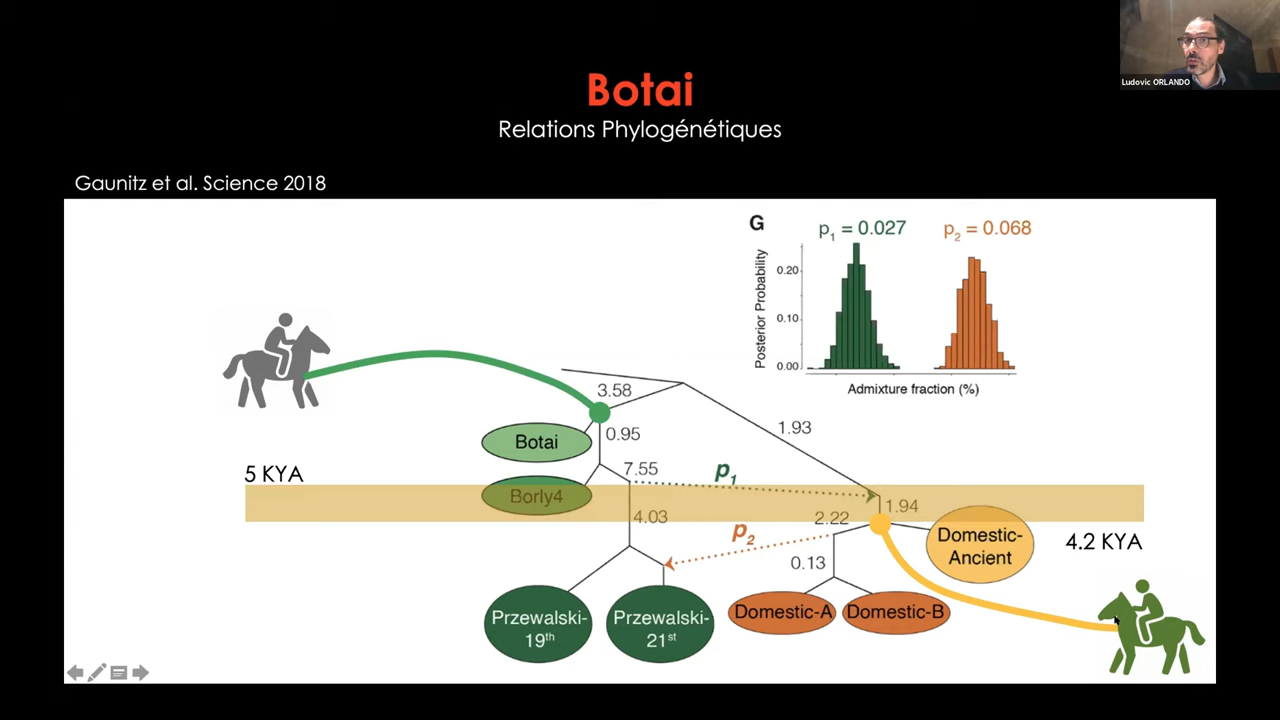 Ludovic ORLANDO
Botai
Relations Phylogénétiques
Gaunitz et al. Science 2018
G
p1 = 0.027
p2 = 0.068
Posterior Probability
0.20
0.10
0.00
Admixture fraction (%)
3.58
Botai
0.95
1.93
5 KYA
7.55
p1
Borly4
4.03
1.94
2.22
p2
Domestic-
Ancient
4.2 KYA
0.13
Przewalski-
19th
Przewalski-
21st
Domestic-A
Domestic-B